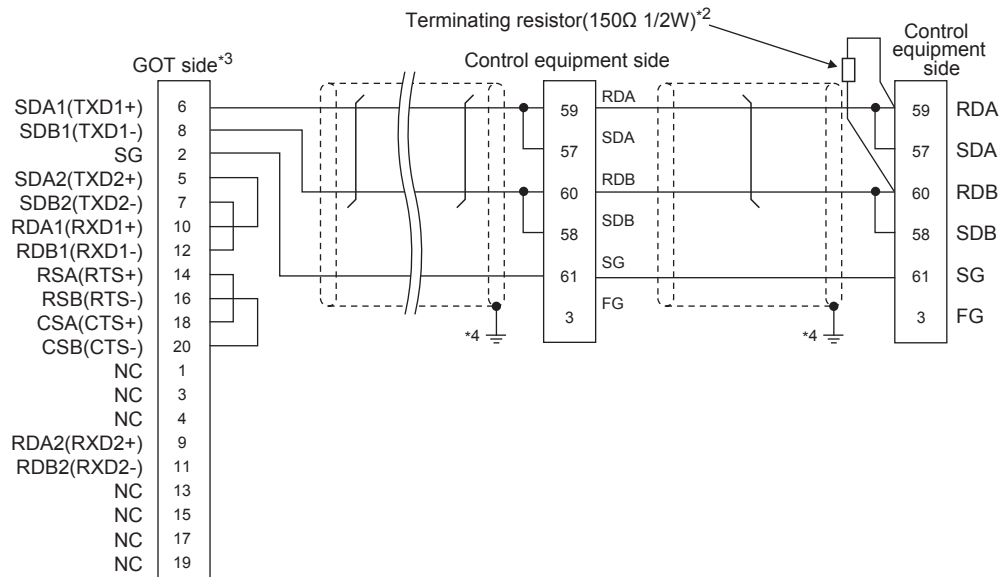 Terminating resistor(150Ω 1/2W)*2
GOT side*3
Control equipment side
Control
equipment
side
SDA1(TXD1+) 6
SDB1(TXD1-) 8
SG 2
SDA2(TXD2+) 5
SDB2(TXD2-) 7
RDA1(RXD1+) 10
RDB1(RXD1-) 12
RSA(RTS+) 14
RSB(RTS-) 16
CSA(CTS+) 18
CSB(CTS-) 20
NC 1
NC 3
NC 4
RDA2(RXD2+) 9
RDB2(RXD2-) 11
NC 13
NC 15
NC 17
NC 19
*4
59 RDA
57 SDA
60 RDB
58 SDB
61 SG
3 FG
*4
59 RDA
57 SDA
60 RDB
58 SDB
61 SG
3 FG